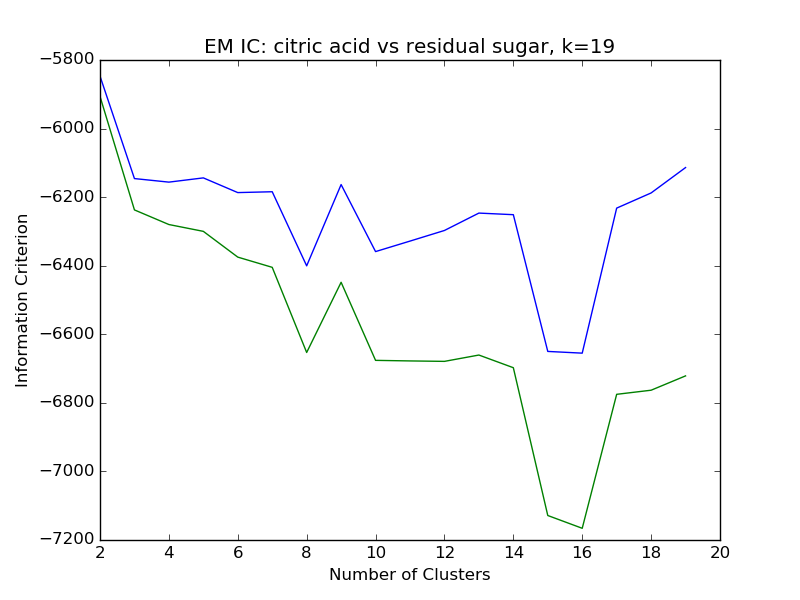 EM IC: citric acid vs residual sugar, k=19
−5800
−6000
−6200
−6400
−6600
−6800
−7000
−7200
Information Criterion
2 4 6 8 10 12 14 16 18 20
Number of Clusters